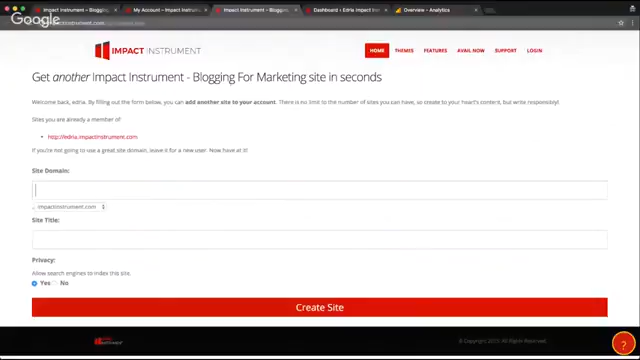 Impact Instrument – Blogging
My Account – Impact Instrum
Impact Instrument – Blogging
Dashboard ‹ Edria Impact Inst
Overview – Analytics
Google
IMPACT INSTRUMENT
HOME
THEMES
FEATURES
AVAIL NOW
SUPPORT
LOGIN
Get another Impact Instrument - Blogging For Marketing site in seconds
Welcome back, edria. By filling out the form below, you can add another site to your account. There is no limit to the number of sites you can have, so create to your heart's content, but write responsibly!
Sites you are already a member of:
http://edria.impactinstrument.com
If you're not going to use a great site domain, leave it for a new user. Now have at it!
Site Domain:
. impactinstrument.com
Site Title:
Privacy:
Allow search engines to index this site.
Yes
No
Create Site
© Copyright 2017. All Rights Reserved.
?